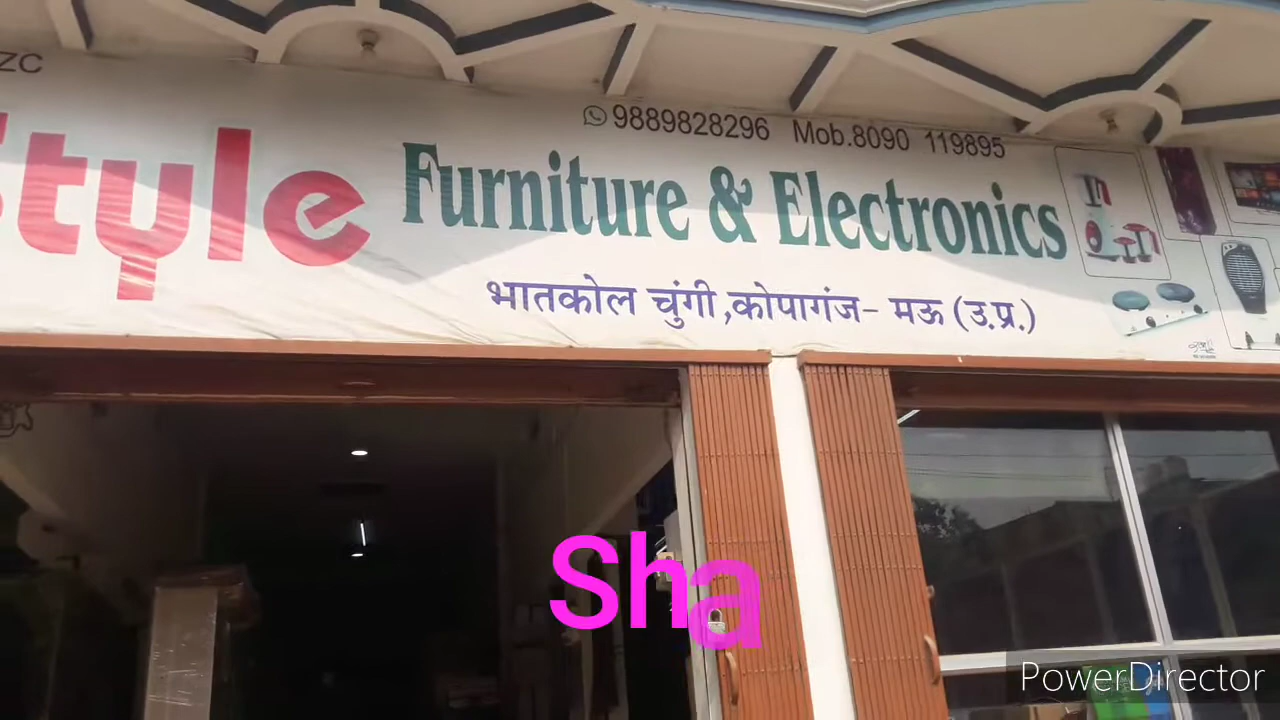 ZC
9889828296 Mob.8090 119895
Style Furniture & Electronics
भातकोल चुंगी,कोपागंज- मऊ (उ.प्र.)
Sha
PowerDirector